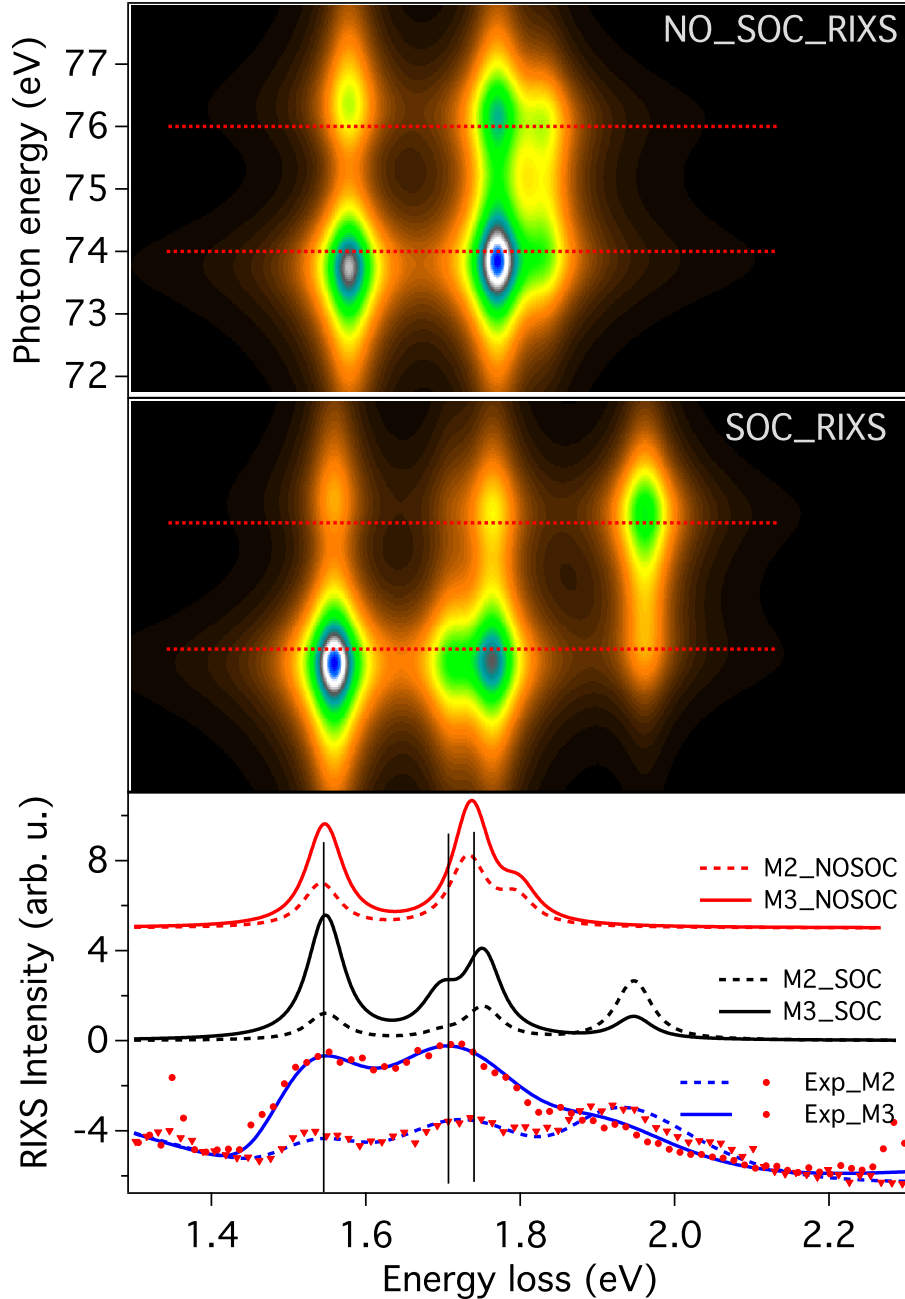 NO_SOC_RIXS
Photon energy (eV)
77
76
75
74
73
72
SOC_RIXS
RIXS Intensity (arb. u.)
8
4
0
-4
M2_NOSOC
M3_NOSOC
M2_SOC
M3_SOC
Exp_M2
Exp_M3
1.4 1.6 1.8 2.0 2.2
Energy loss (eV)